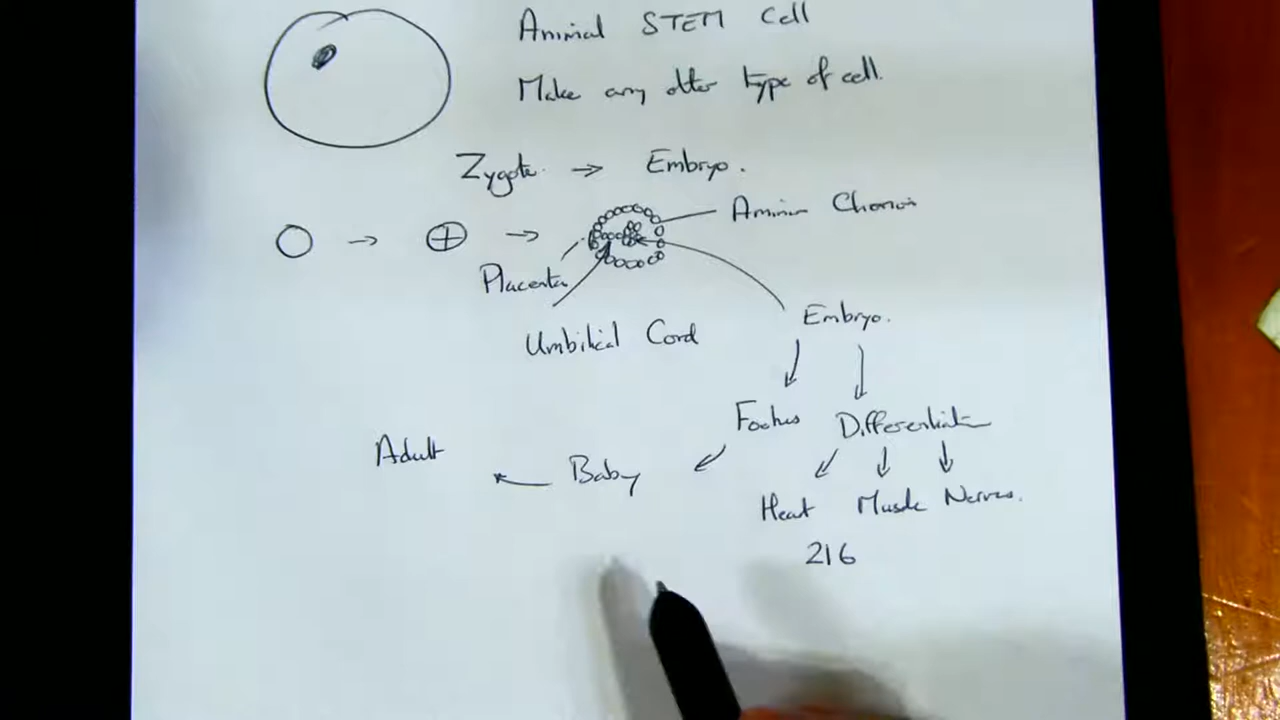 Animal STEM Cell
Make any other type of cell.
Zygote → Embryo.
Amnion Chorion
Placenta
Umbilical Cord
Embryo.
Foetus Differentiate
Adult ← Baby
Heart Muscle Nerves.
216